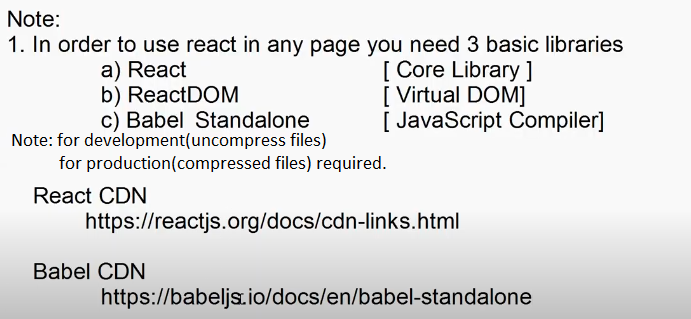 Note:
1. In order to use react in any page you need 3 basic libraries
a) React [ Core Library ]
b) ReactDOM [ Virtual DOM]
c) Babel Standalone [ JavaScript Compiler]
Note: for development(uncompress files)
for production(compressed files) required.
React CDN
https://reactjs.org/docs/cdn-links.html
Babel CDN
https://babeljs.io/docs/en/babel-standalone